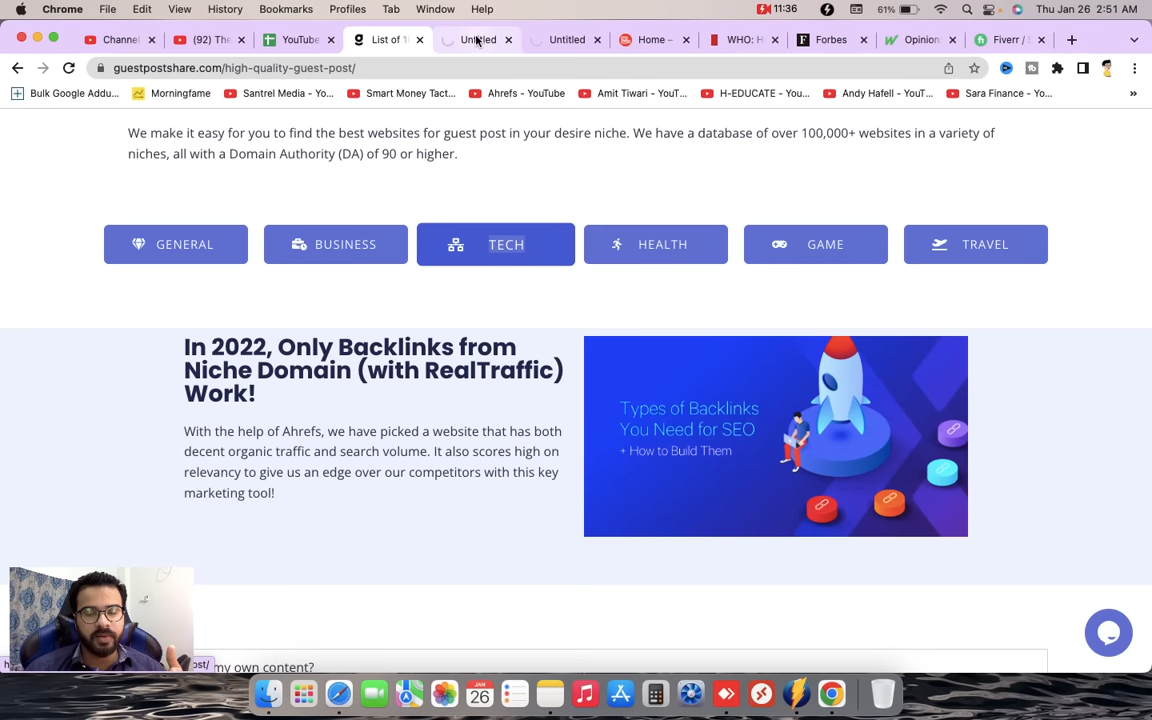 Chrome File Edit View History Bookmarks Profiles Tab Window Help 11:36 61% Thu Jan 26 2:51 AM
Channel (92) The YouTube List of 1 Untitled Untitled Home – WHO: H Forbes Opinion Fiverr / S
guestpostshare.com/high-quality-guest-post/
Bulk Google Addu... Morningfame Santrel Media - Yo... Smart Money Tact... Ahrefs - YouTube Amit Tiwari - YouT... H-EDUCATE - You... Andy Hafell - YouT... Sara Finance - Yo... »
We make it easy for you to find the best websites for guest post in your desire niche. We have a database of over 100,000+ websites in a variety of
niches, all with a Domain Authority (DA) of 90 or higher.
GENERAL BUSINESS TECH HEALTH GAME TRAVEL
In 2022, Only Backlinks from
Niche Domain (with RealTraffic)
Work!
With the help of Ahrefs, we have picked a website that has both
decent organic traffic and search volume. It also scores high on
relevancy to give us an edge over our competitors with this key
marketing tool!
Types of Backlinks
You Need for SEO
+ How to Build Them
ost/
my own content?
JAN
26